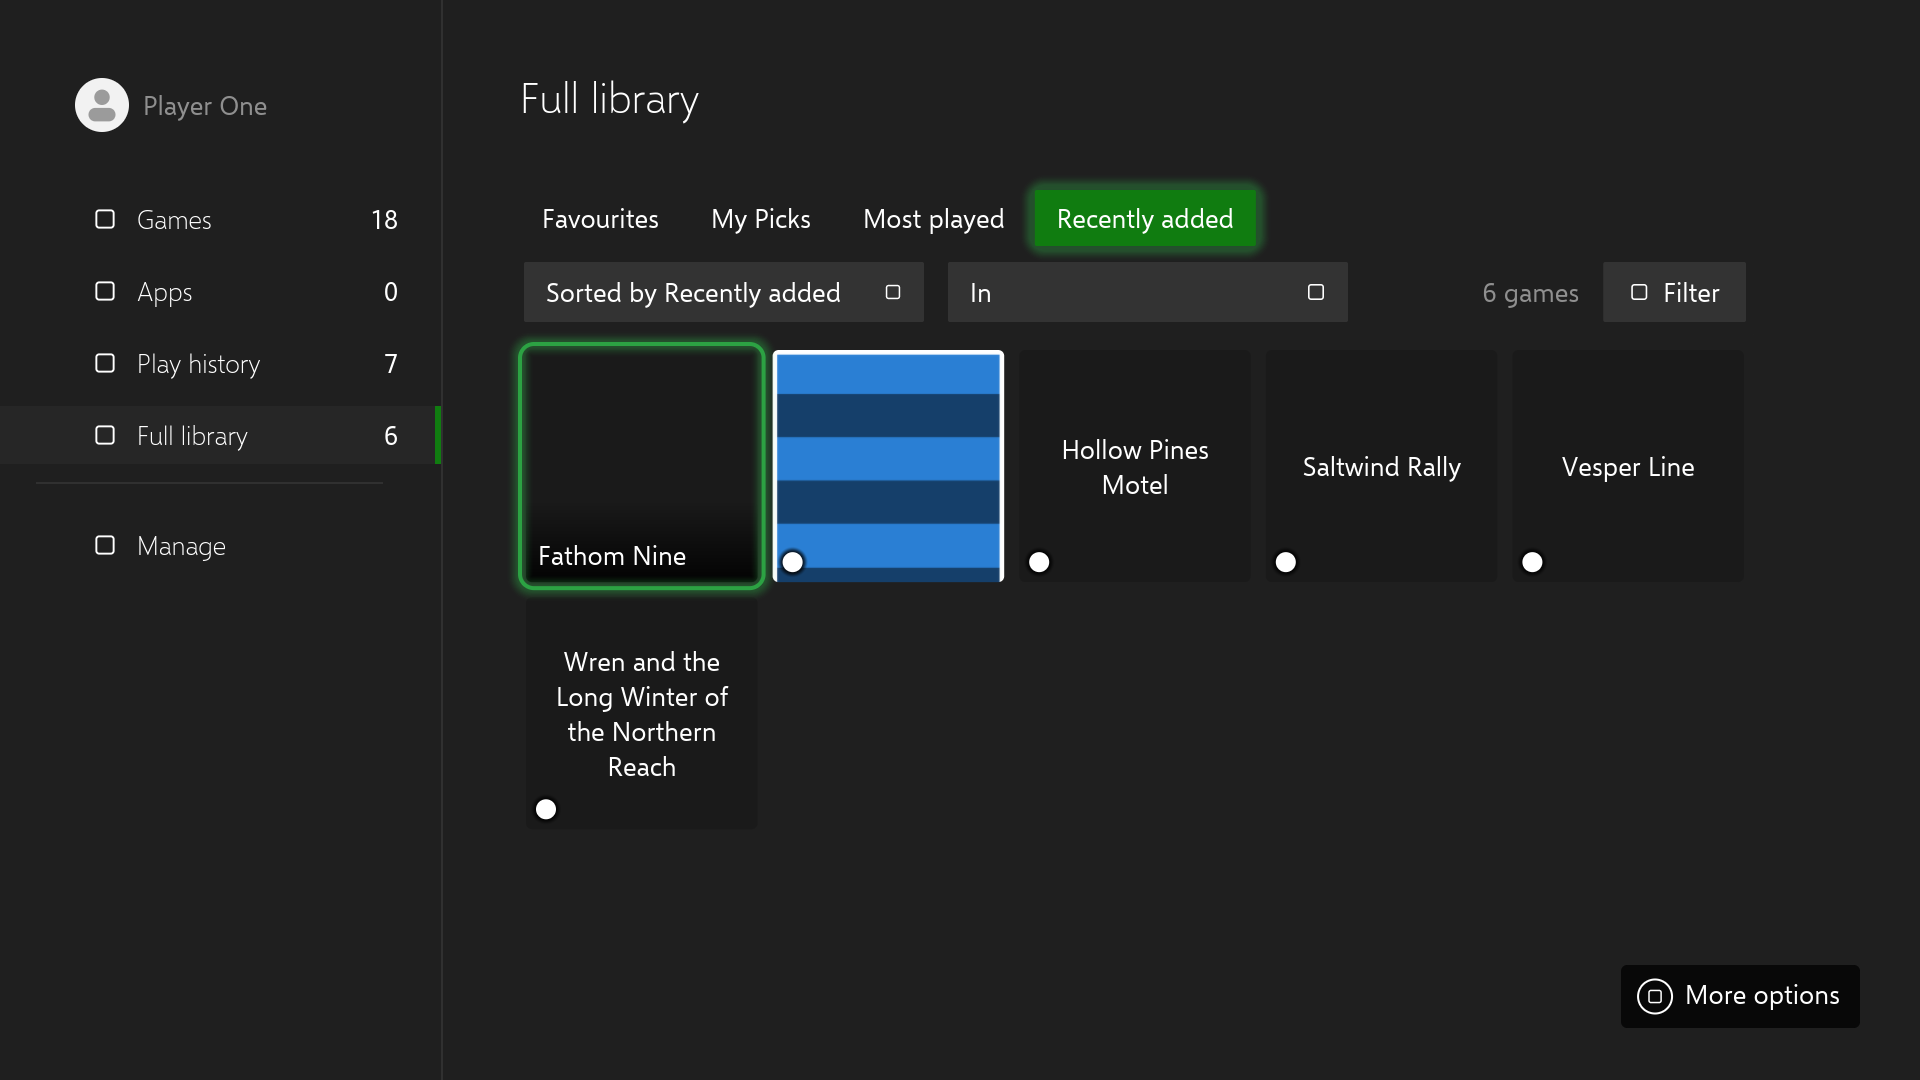 Player One
Games 18
Apps 0
Play history 7
Full library 6
Manage
Full library
Favourites My Picks Most played Recently added
Sorted by Recently added In 6 games Filter
Fathom Nine
Hollow Pines
Motel
Saltwind Rally
Vesper Line
Wren and the
Long Winter of
the Northern
Reach
More options